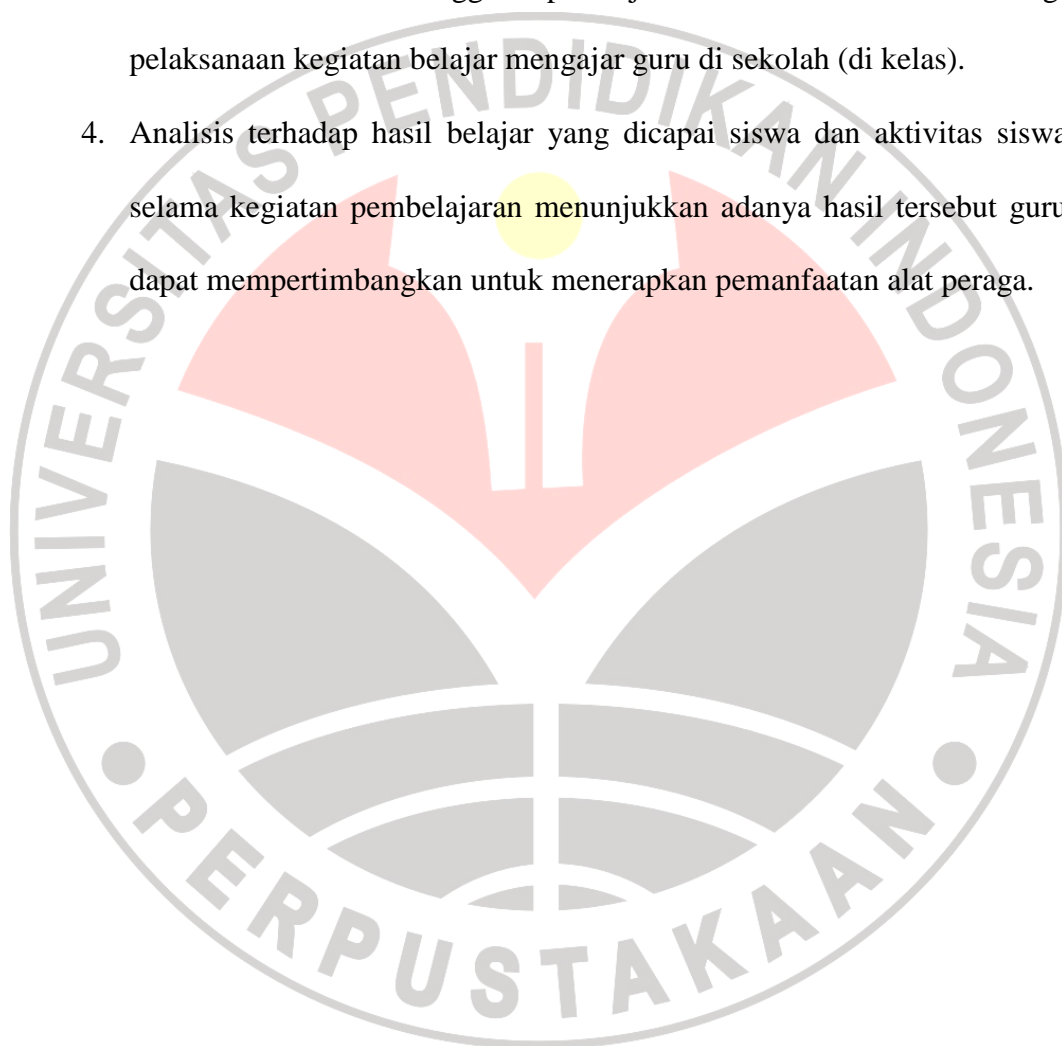 pelaksanaan kegiatan belajar mengajar guru di sekolah (di kelas).
4. Analisis terhadap hasil belajar yang dicapai siswa dan aktivitas siswa
selama kegiatan pembelajaran menunjukkan adanya hasil tersebut guru
dapat mempertimbangkan untuk menerapkan pemanfaatan alat peraga.
UNIVERSITAS PENDIDIKAN INDONESIA
PERPUSTAKAAN